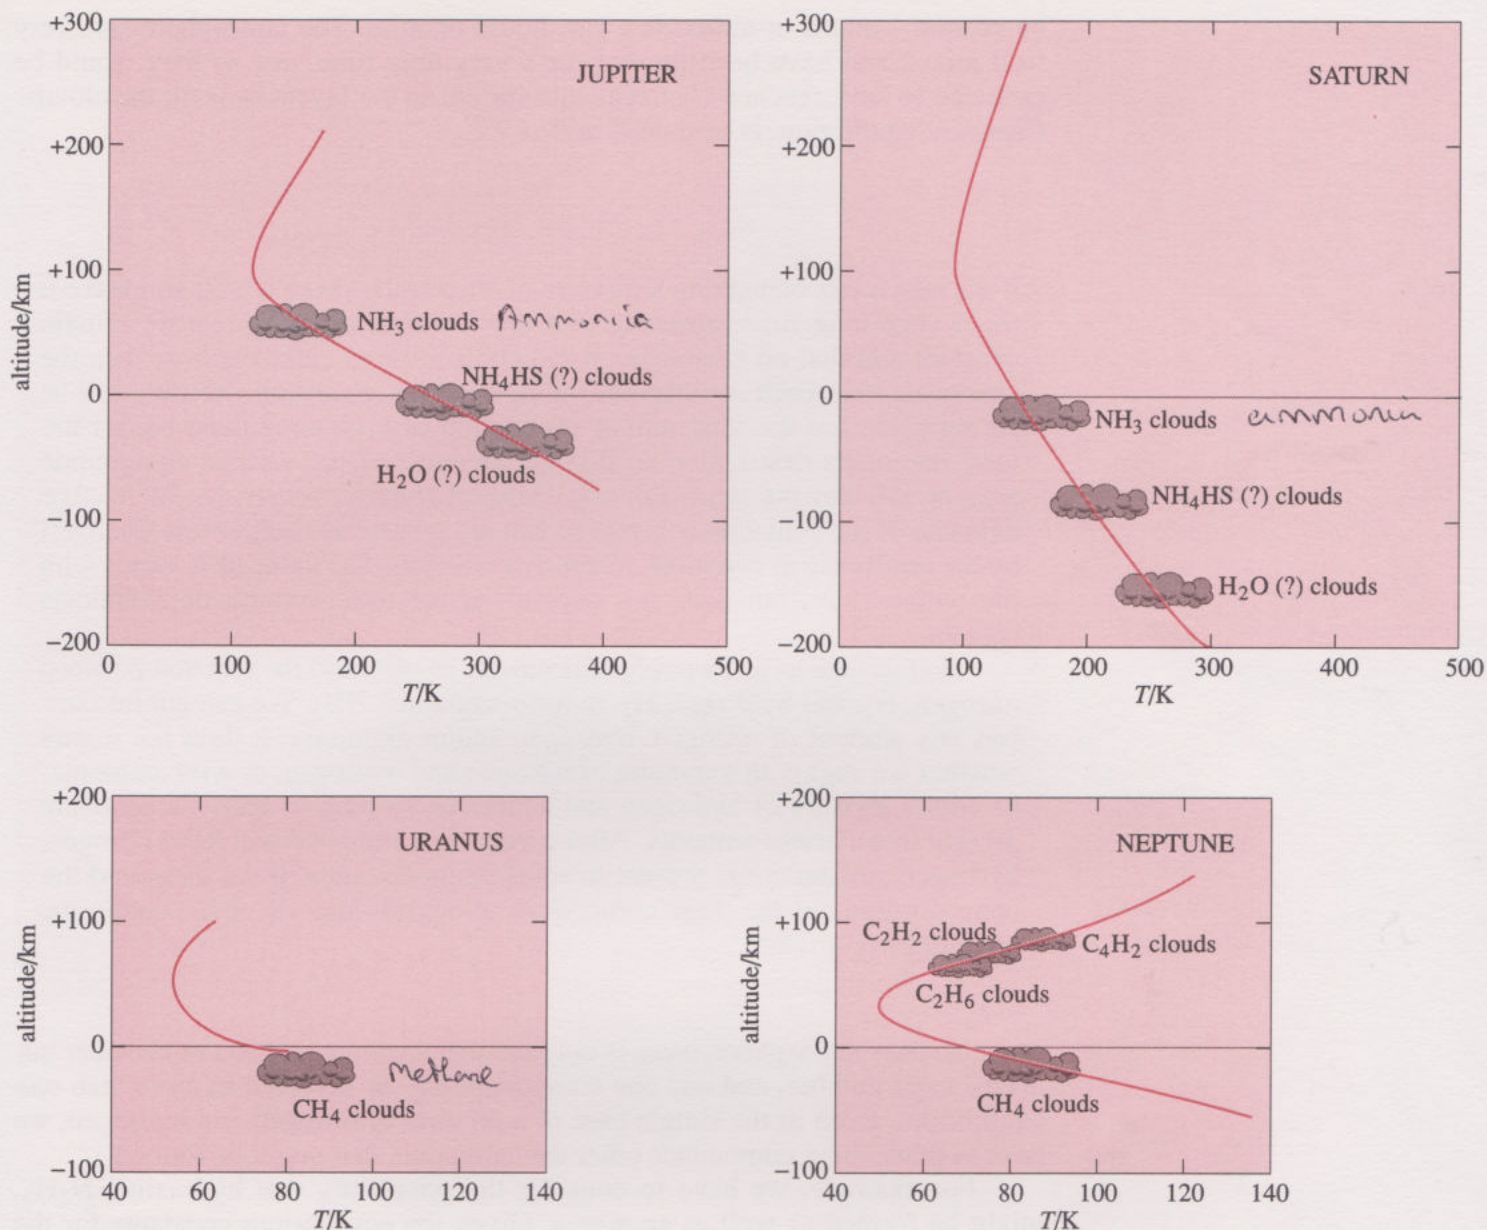 JUPITER
+300
+200
+100
0
−100
−200
altitude/km
NH₃ clouds Ammonia
NH₄HS (?) clouds
H₂O (?) clouds
0 100 200 300 400 500
T/K
SATURN
+300
+200
+100
0
−100
−200
NH₃ clouds ammonia
NH₄HS (?) clouds
H₂O (?) clouds
0 100 200 300 400 500
T/K
URANUS
+200
+100
0
−100
altitude/km
Methane
CH₄ clouds
40 60 80 100 120 140
T/K
NEPTUNE
+200
+100
0
−100
altitude/km
C₂H₂ clouds
C₄H₂ clouds
C₂H₆ clouds
CH₄ clouds
40 60 80 100 120 140
T/K